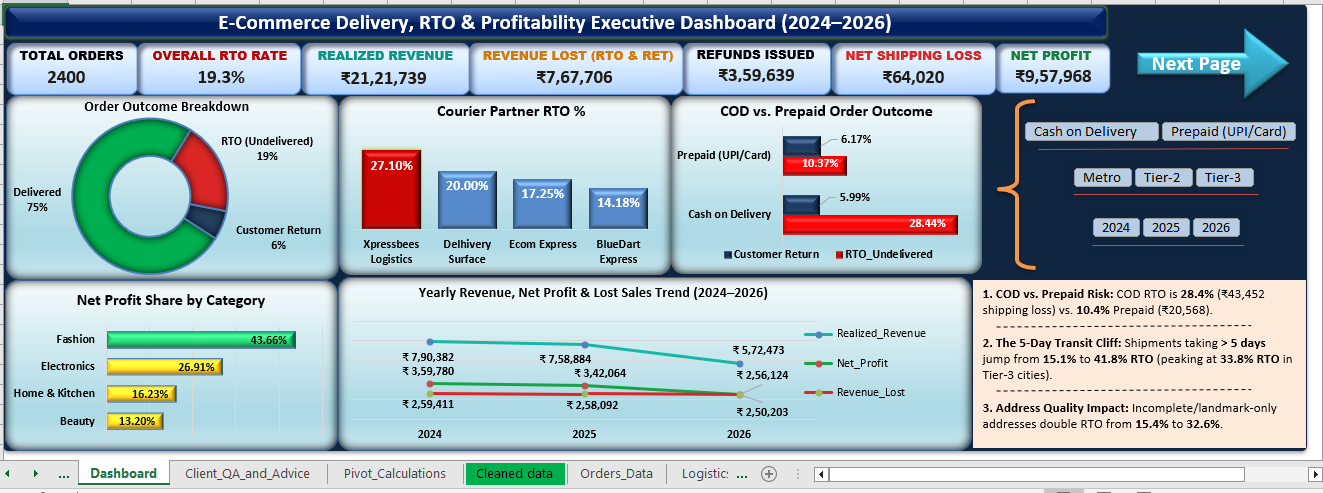 E-Commerce Delivery, RTO & Profitability Executive Dashboard (2024–2026)
TOTAL ORDERS
2400
OVERALL RTO RATE
19.3%
REALIZED REVENUE
₹21,21,739
REVENUE LOST (RTO & RET)
₹7,67,706
REFUNDS ISSUED
₹3,59,639
NET SHIPPING LOSS
₹64,020
NET PROFIT
₹9,57,968
Next Page
Order Outcome Breakdown
RTO (Undelivered)
19%
Delivered
75%
Customer Return
6%
Courier Partner RTO %
27.10%
20.00%
17.25%
14.18%
Xpressbees
Logistics
Delhivery
Surface
Ecom Express
BlueDart
Express
COD vs. Prepaid Order Outcome
Prepaid (UPI/Card)
6.17%
10.37%
Cash on Delivery
5.99%
28.44%
Customer Return
RTO_Undelivered
Cash on Delivery
Prepaid (UPI/Card)
Metro
Tier-2
Tier-3
2024
2025
2026
Net Profit Share by Category
Fashion
43.66%
Electronics
26.91%
Home & Kitchen
16.23%
Beauty
13.20%
Yearly Revenue, Net Profit & Lost Sales Trend (2024–2026)
₹ 7,90,382
₹ 3,59,780
₹ 2,59,411
₹ 7,58,884
₹ 3,42,064
₹ 2,58,092
₹ 5,72,473
₹ 2,56,124
₹ 2,50,203
2024
2025
2026
Realized_Revenue
Net_Profit
Revenue_Lost
1. COD vs. Prepaid Risk: COD RTO is 28.4% (₹43,452
shipping loss) vs. 10.4% Prepaid (₹20,568).
2. The 5-Day Transit Cliff: Shipments taking > 5 days
jump from 15.1% to 41.8% RTO (peaking at 33.8% RTO in
Tier-3 cities).
3. Address Quality Impact: Incomplete/landmark-only
addresses double RTO from 15.4% to 32.6%.
... Dashboard Client_QA_and_Advice Pivot_Calculations Cleaned data Orders_Data Logistic: ...